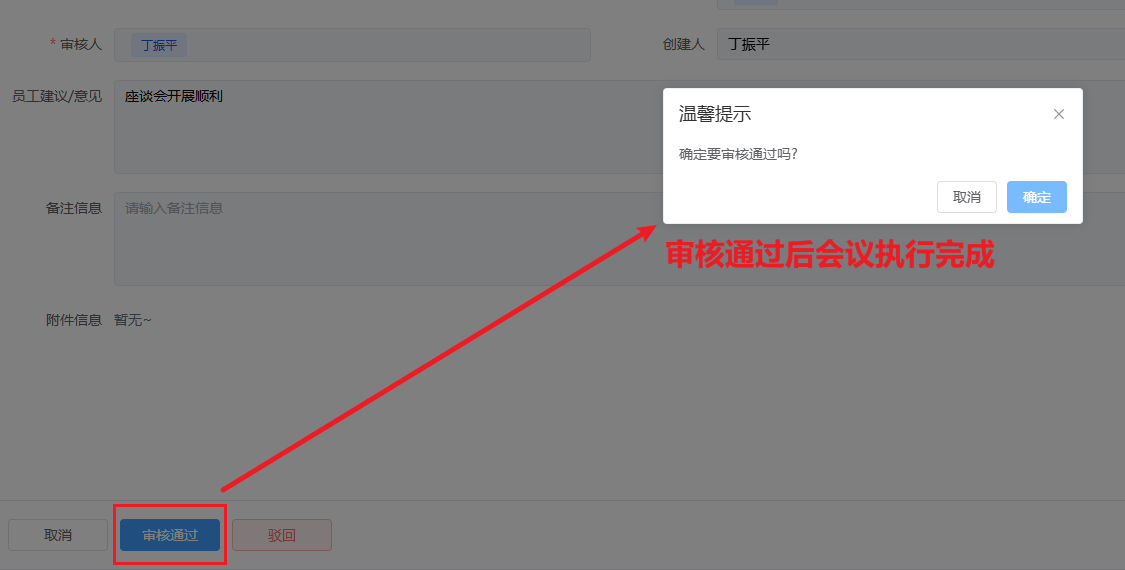 * 审核人
丁振平
创建人
丁振平
员工建议/意见
座谈会开展顺利
温馨提示
确定要审核通过吗?
取消
确定
备注信息
请输入备注信息
审核通过后会议执行完成
附件信息
暂无~
取消
审核通过
驳回